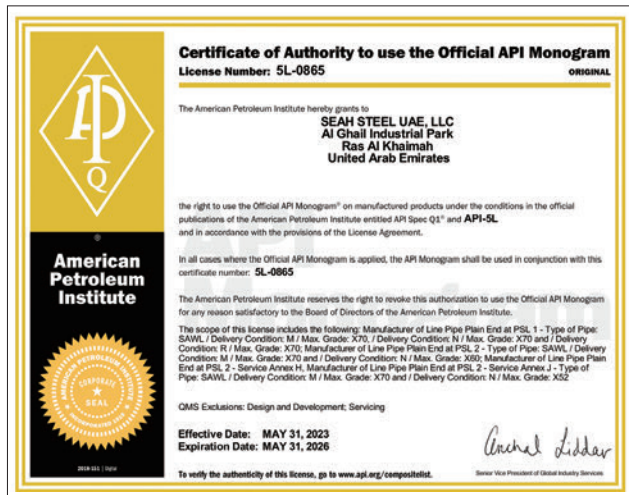 Certificate of Authority to use the Official API Monogram
License Number: 5L-0865
ORIGINAL
The American Petroleum Institute hereby grants to
SEAH STEEL UAE, LLC
Al Ghail Industrial Park
Ras Al Khaimah
United Arab Emirates
the right to use the Official API Monogram® on manufactured products under the conditions in the official
publications of the American Petroleum Institute entitled API Spec Q1® and API-5L
and in accordance with the provisions of the License Agreement.
In all cases where the Official API Monogram is applied, the API Monogram shall be used in conjunction with this
certificate number: 5L-0865
The American Petroleum Institute reserves the right to revoke this authorization to use the Official API Monogram
for any reason satisfactory to the Board of Directors of the American Petroleum Institute.
The scope of this license includes the following: Manufacturer of Line Pipe Plain End at PSL 1 - Type of Pipe:
SAWL / Delivery Condition: M / Max. Grade: X70, / Delivery Condition: N / Max. Grade: X70 and / Delivery
Condition: R / Max. Grade: X70; Manufacturer of Line Pipe Plain End at PSL 2 - Type of Pipe: SAWL / Delivery
Condition: M / Max. Grade: X70 and / Delivery Condition: N / Max. Grade: X60; Manufacturer of Line Pipe Plain
End at PSL 2 - Service Annex H, Manufacturer of Line Pipe Plain End at PSL 2 - Service Annex J - Type of
Pipe: SAWL / Delivery Condition: M / Max. Grade: X70 and / Delivery Condition: N / Max. Grade: X52
QMS Exclusions: Design and Development; Servicing
Effective Date: MAY 31, 2023
Expiration Date: MAY 31, 2026
To verify the authenticity of this license, go to www.api.org/compositelist.
Senior Vice President of Global Industry Services
API
Q
®
American
Petroleum
Institute
AMERICAN PETROLEUM INSTITUTE
CORPORATE
SEAL
2018-151 | Digital